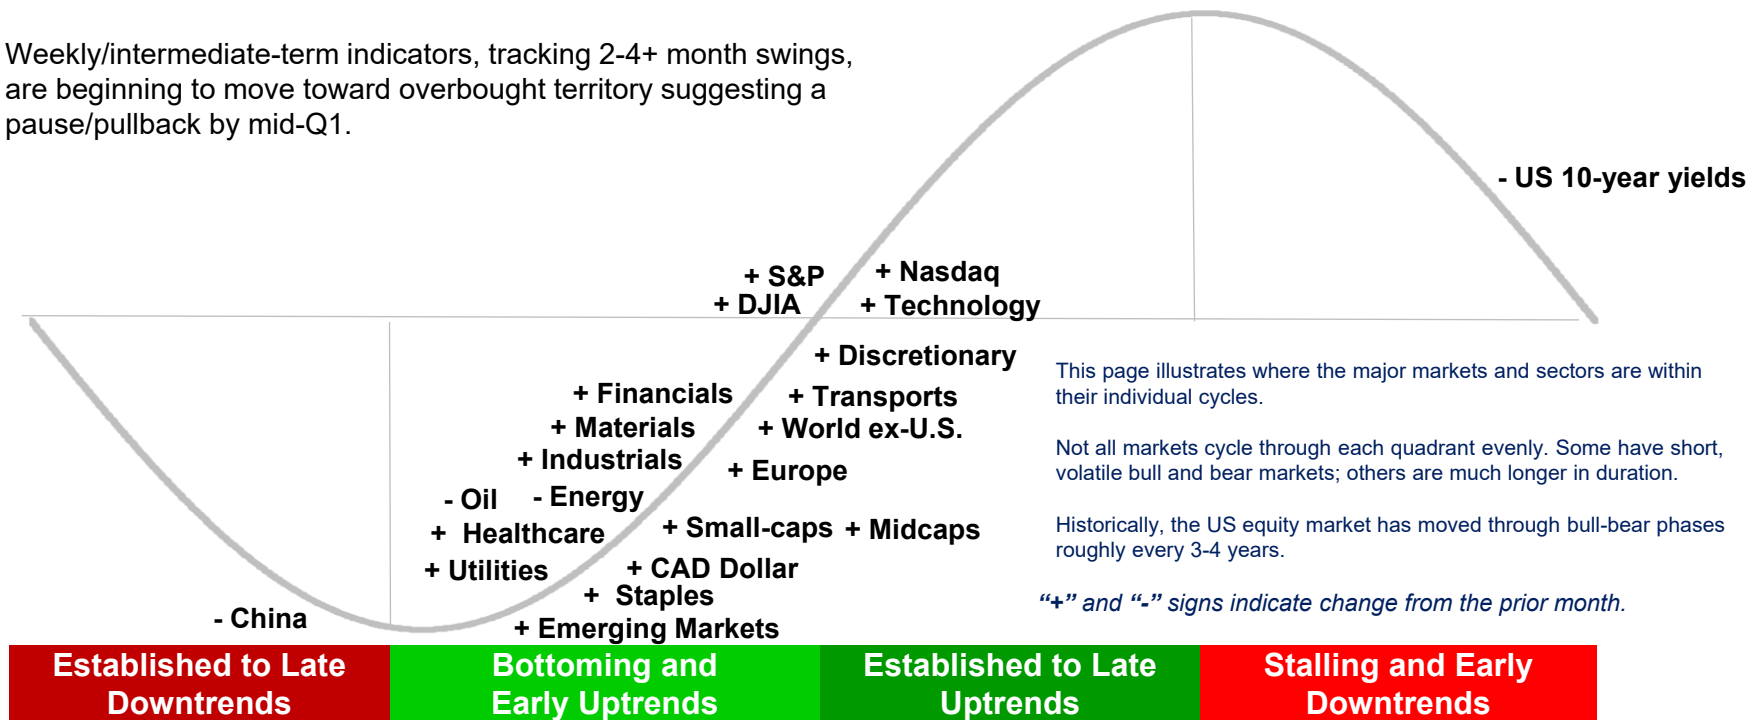 Weekly/intermediate-term indicators, tracking 2-4+ month swings,
are beginning to move toward overbought territory suggesting a
pause/pullback by mid-Q1.
- US 10-year yields
+ S&P
+ Nasdaq
+ DJIA
+ Technology
+ Discretionary
+ Financials
+ Transports
+ Materials
+ World ex-U.S.
+ Industrials
+ Europe
- Oil
- Energy
+ Healthcare
+ Small-caps
+ Midcaps
+ Utilities
+ CAD Dollar
+ Staples
- China
+ Emerging Markets
This page illustrates where the major markets and sectors are within
their individual cycles.
Not all markets cycle through each quadrant evenly. Some have short,
volatile bull and bear markets; others are much longer in duration.
Historically, the US equity market has moved through bull-bear phases
roughly every 3-4 years.
“+” and “-” signs indicate change from the prior month.
Established to Late
Downtrends
Bottoming and
Early Uptrends
Established to Late
Uptrends
Stalling and Early
Downtrends